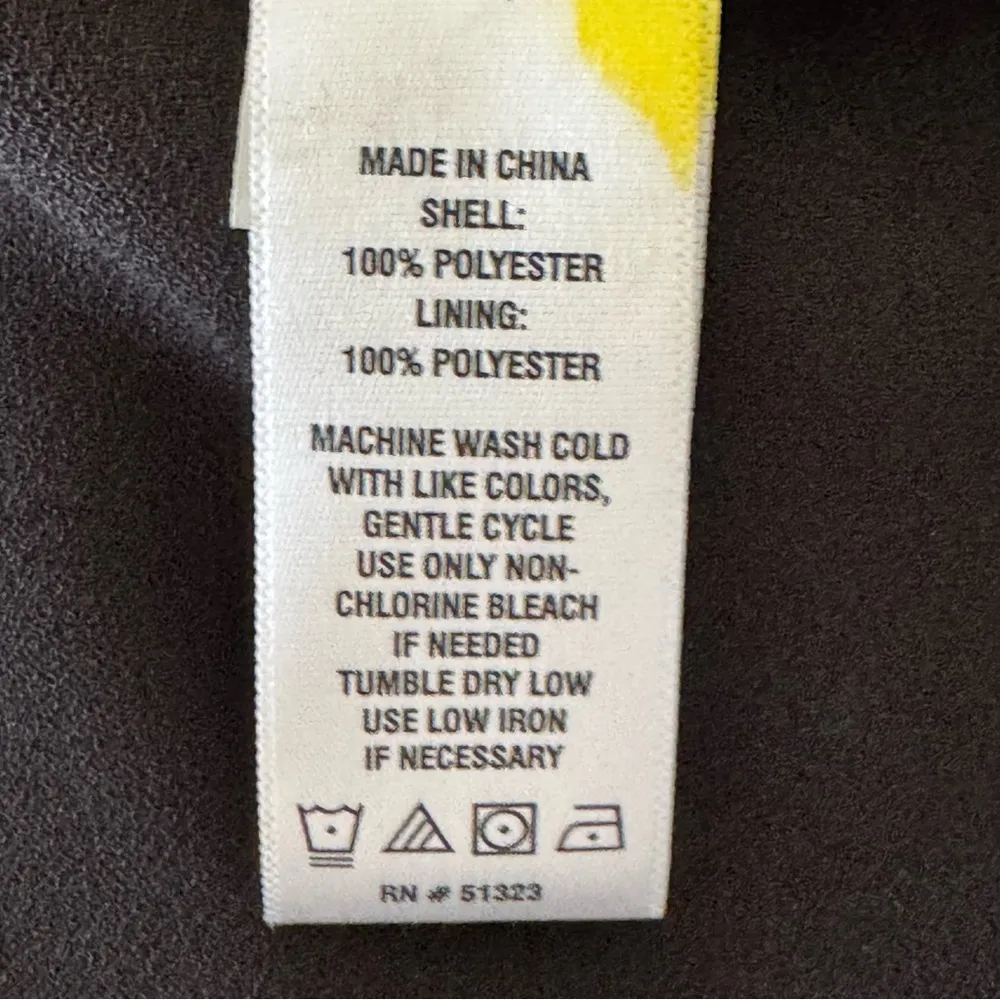 MADE IN CHINA
SHELL:
100% POLYESTER
LINING:
100% POLYESTER
MACHINE WASH COLD
WITH LIKE COLORS,
GENTLE CYCLE
USE ONLY NON-
CHLORINE BLEACH
IF NEEDED
TUMBLE DRY LOW
USE LOW IRON
IF NECESSARY
RN # 51323